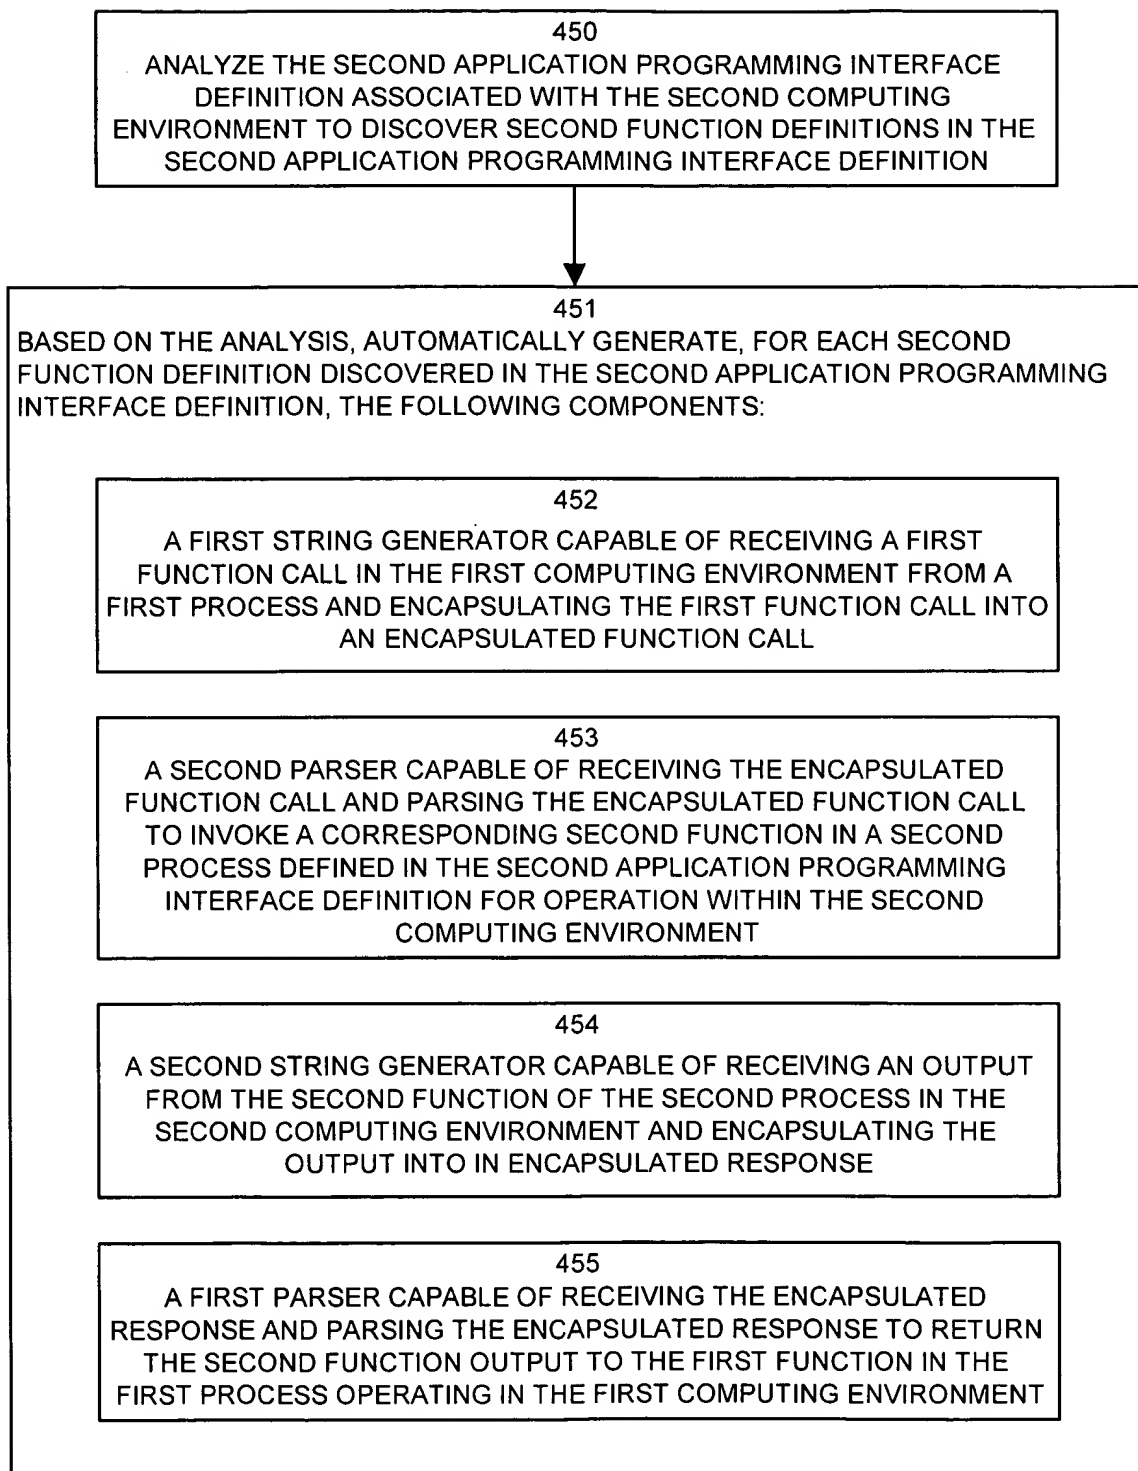 450
ANALYZE THE SECOND APPLICATION PROGRAMMING INTERFACE
DEFINITION ASSOCIATED WITH THE SECOND COMPUTING
ENVIRONMENT TO DISCOVER SECOND FUNCTION DEFINITIONS IN THE
SECOND APPLICATION PROGRAMMING INTERFACE DEFINITION
451
BASED ON THE ANALYSIS, AUTOMATICALLY GENERATE, FOR EACH SECOND
FUNCTION DEFINITION DISCOVERED IN THE SECOND APPLICATION PROGRAMMING
INTERFACE DEFINITION, THE FOLLOWING COMPONENTS:
452
A FIRST STRING GENERATOR CAPABLE OF RECEIVING A FIRST
FUNCTION CALL IN THE FIRST COMPUTING ENVIRONMENT FROM A
FIRST PROCESS AND ENCAPSULATING THE FIRST FUNCTION CALL INTO
AN ENCAPSULATED FUNCTION CALL
453
A SECOND PARSER CAPABLE OF RECEIVING THE ENCAPSULATED
FUNCTION CALL AND PARSING THE ENCAPSULATED FUNCTION CALL
TO INVOKE A CORRESPONDING SECOND FUNCTION IN A SECOND
PROCESS DEFINED IN THE SECOND APPLICATION PROGRAMMING
INTERFACE DEFINITION FOR OPERATION WITHIN THE SECOND
COMPUTING ENVIRONMENT
454
A SECOND STRING GENERATOR CAPABLE OF RECEIVING AN OUTPUT
FROM THE SECOND FUNCTION OF THE SECOND PROCESS IN THE
SECOND COMPUTING ENVIRONMENT AND ENCAPSULATING THE
OUTPUT INTO IN ENCAPSULATED RESPONSE
455
A FIRST PARSER CAPABLE OF RECEIVING THE ENCAPSULATED
RESPONSE AND PARSING THE ENCAPSULATED RESPONSE TO RETURN
THE SECOND FUNCTION OUTPUT TO THE FIRST FUNCTION IN THE
FIRST PROCESS OPERATING IN THE FIRST COMPUTING ENVIRONMENT